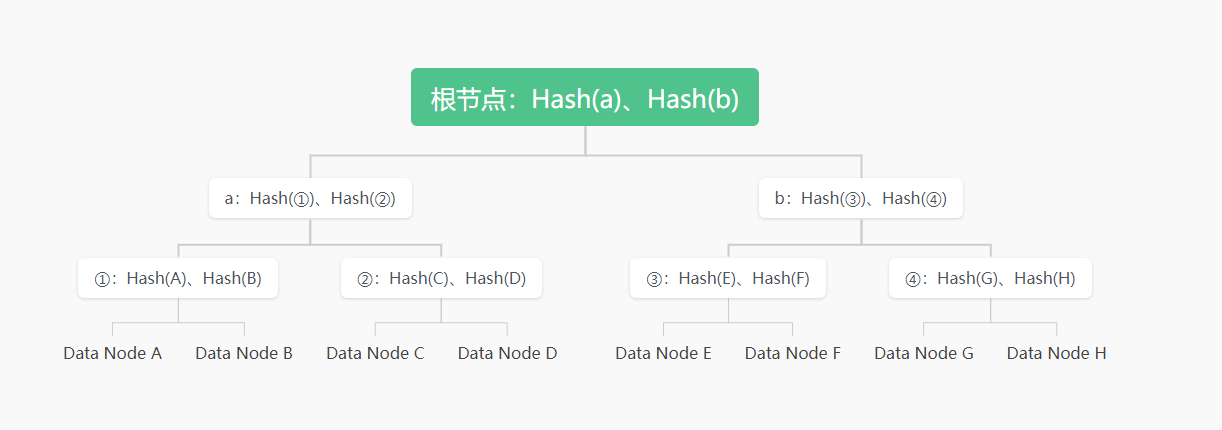 根节点：Hash(a)、Hash(b)
a：Hash(①)、Hash(②)
b：Hash(③)、Hash(④)
①：Hash(A)、Hash(B)
②：Hash(C)、Hash(D)
③：Hash(E)、Hash(F)
④：Hash(G)、Hash(H)
Data Node A
Data Node B
Data Node C
Data Node D
Data Node E
Data Node F
Data Node G
Data Node H